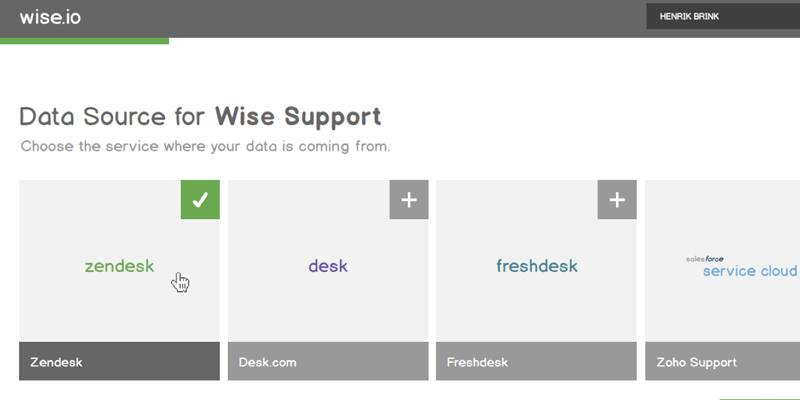 wise.io
HENRIK BRINK
Data Source for Wise Support
Choose the service where your data is coming from.
zendesk
desk
freshdesk
salesforce
service cloud
Zendesk
Desk.com
Freshdesk
Zoho Support